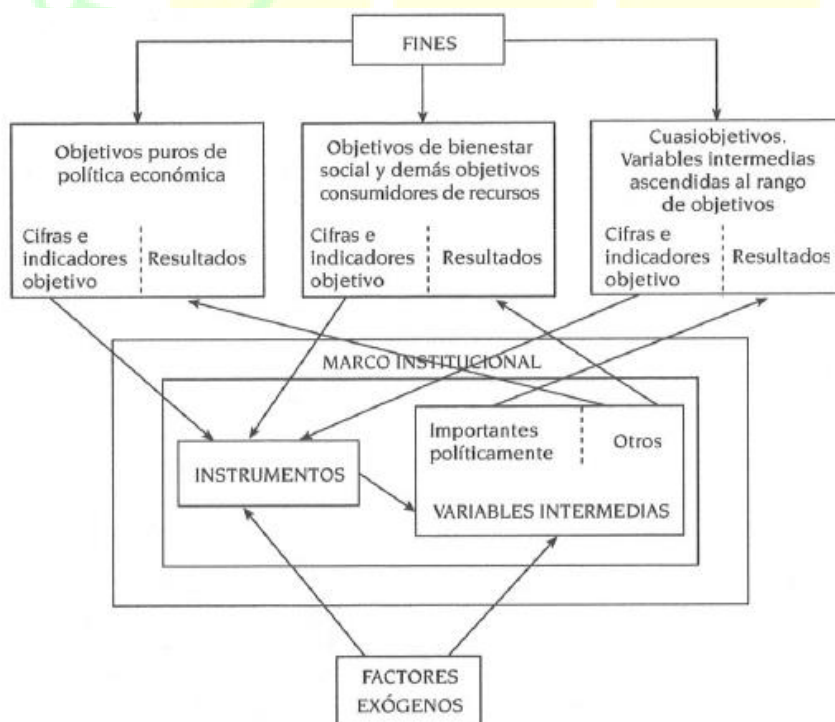 FINES
Objetivos puros de
política económica
Cifras e
indicadores
objetivo
Resultados
Objetivos de bienestar
social y demás objetivos
consumidores de recursos
Cifras e
indicadores
objetivo
Resultados
Cuasiobjetivos.
Variables intermedias
ascendidas al rango
de objetivos
Cifras e
indicadores
objetivo
Resultados
MARCO INSTITUCIONAL
INSTRUMENTOS
Importantes
políticamente
Otros
VARIABLES INTERMEDIAS
FACTORES
EXÓGENOS